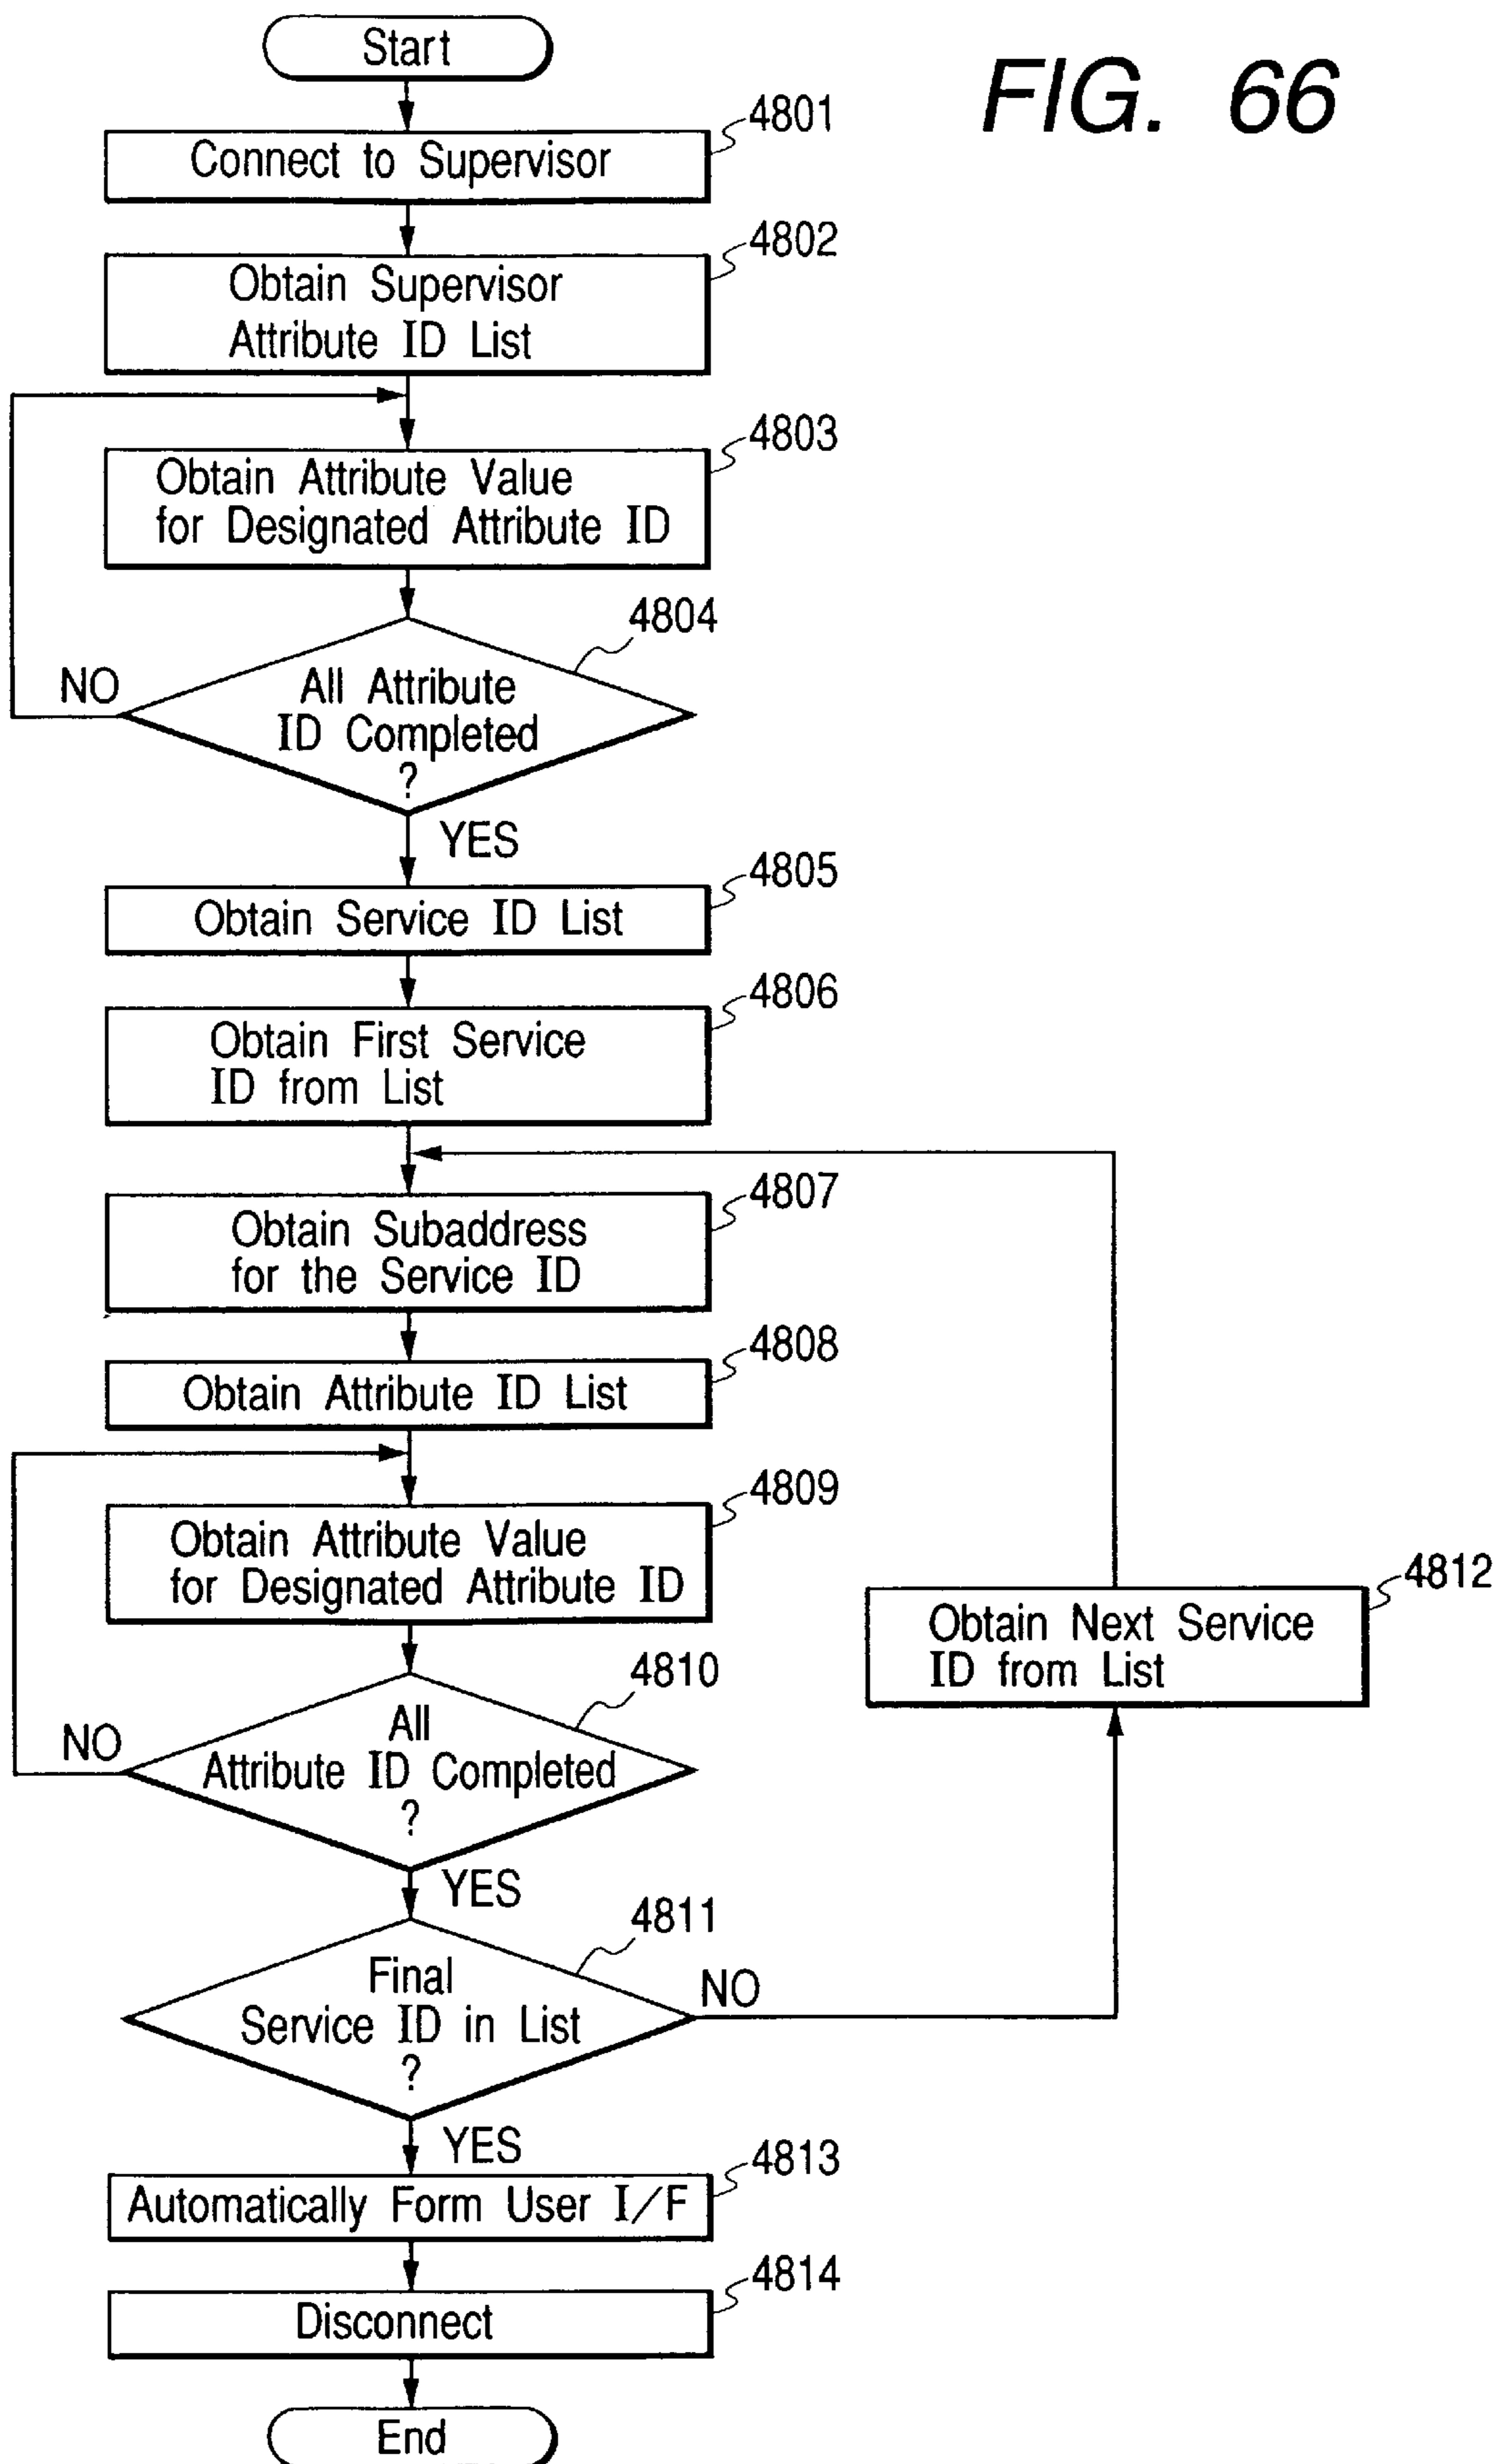 Start
FIG. 66
4801
Connect to Supervisor
4802
Obtain Supervisor
Attribute ID List
4803
Obtain Attribute Value
for Designated Attribute ID
4804
NO
All Attribute
ID Completed
?
YES
4805
Obtain Service ID List
4806
Obtain First Service
ID from List
4807
Obtain Subaddress
for the Service ID
4808
Obtain Attribute ID List
4809
Obtain Attribute Value
for Designated Attribute ID
4812
Obtain Next Service
ID from List
4810
NO
All
Attribute ID Completed
?
YES
4811
Final
Service ID in List
?
NO
YES
4813
Automatically Form User I/F
4814
Disconnect
End